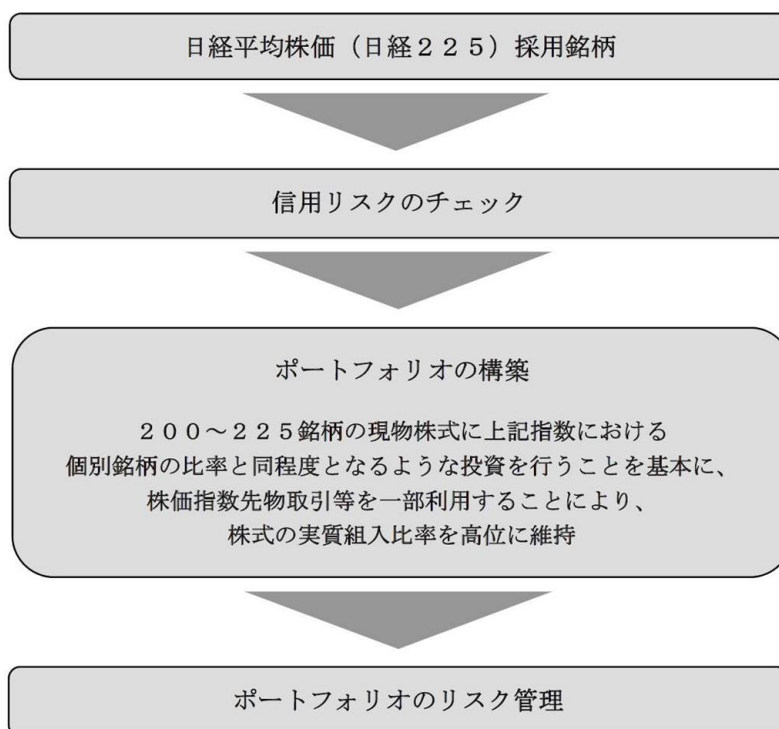 日経平均株価（日経２２５）採用銘柄
信用リスクのチェック
ポートフォリオの構築
２００～２２５銘柄の現物株式に上記指数における
個別銘柄の比率と同程度となるような投資を行うことを基本に、
株価指数先物取引等を一部利用することにより、
株式の実質組入比率を高位に維持
ポートフォリオのリスク管理